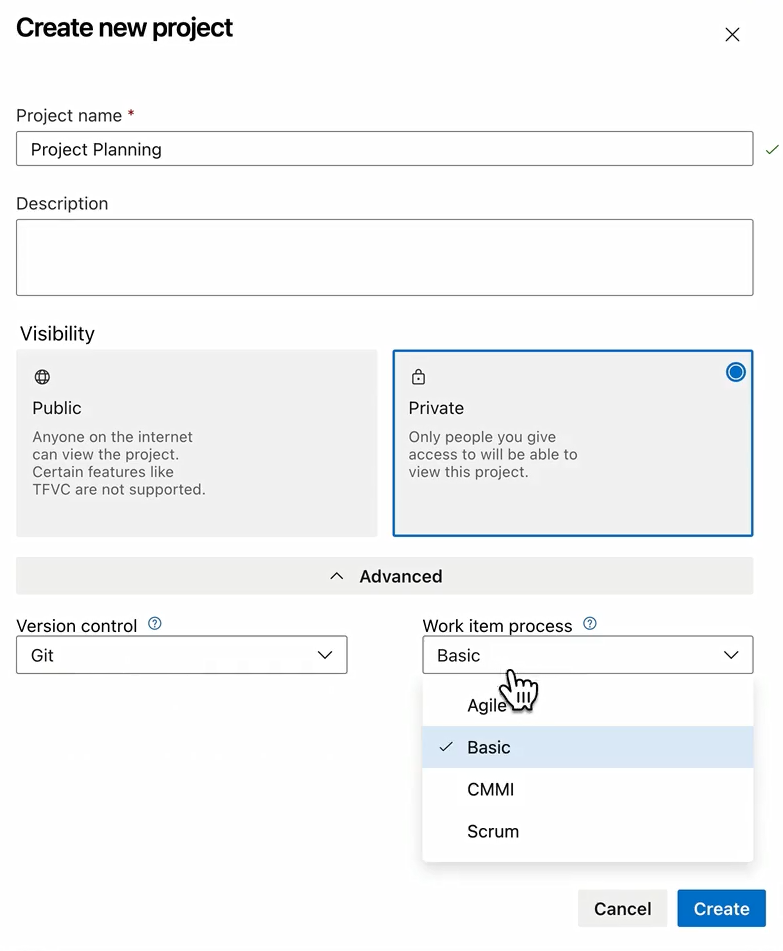 Create new project
Project name *
Project Planning
Description
Visibility
Public
Anyone on the internet
can view the project.
Certain features like
TFVC are not supported.
Private
Only people you give
access to will be able to
view this project.
Advanced
Version control
Git
Work item process
Basic
Agile
Basic
CMMI
Scrum
Cancel
Create